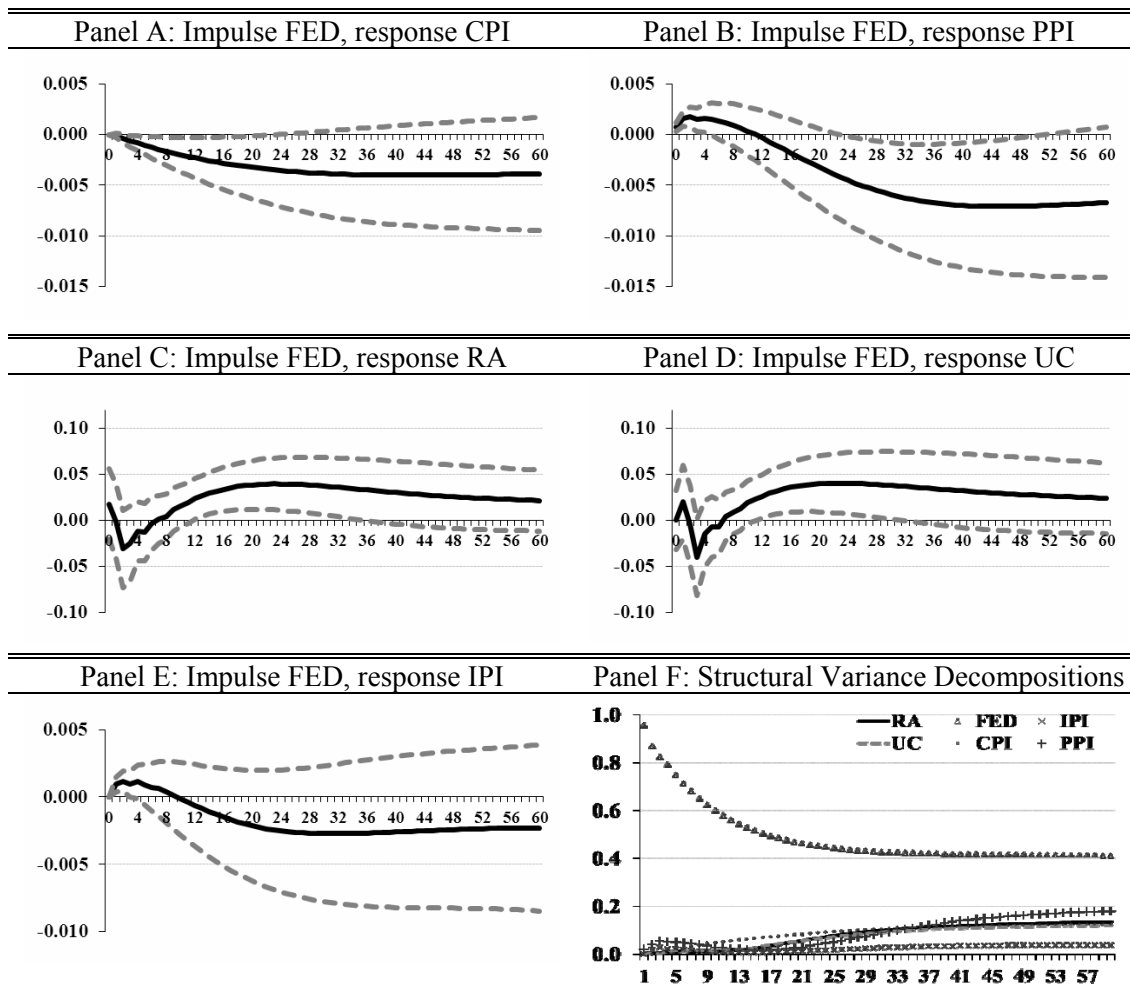 Panel A: Impulse FED, response CPI
Panel B: Impulse FED, response PPI
0.005
0.000
-0.005
-0.010
-0.015
0 4 8 12 16 20 24 28 32 36 40 44 48 52 56 60
0.005
0.000
-0.005
-0.010
-0.015
0 4 8 12 16 20 24 28 32 36 40 44 48 52 56 60
Panel C: Impulse FED, response RA
Panel D: Impulse FED, response UC
0.10
0.05
0.00
-0.05
-0.10
0 4 8 12 16 20 24 28 32 36 40 44 48 52 56 60
0.10
0.05
0.00
-0.05
-0.10
0 4 8 12 16 20 24 28 32 36 40 44 48 52 56 60
Panel E: Impulse FED, response IPI
Panel F: Structural Variance Decompositions
0.005
0.000
-0.005
-0.010
0 4 8 12 16 20 24 28 32 36 40 44 48 52 56 60
1.0
0.8
0.6
0.4
0.2
0.0
RA FED IPI
UC CPI PPI
1 5 9 13 17 21 25 29 33 37 41 45 49 53 57